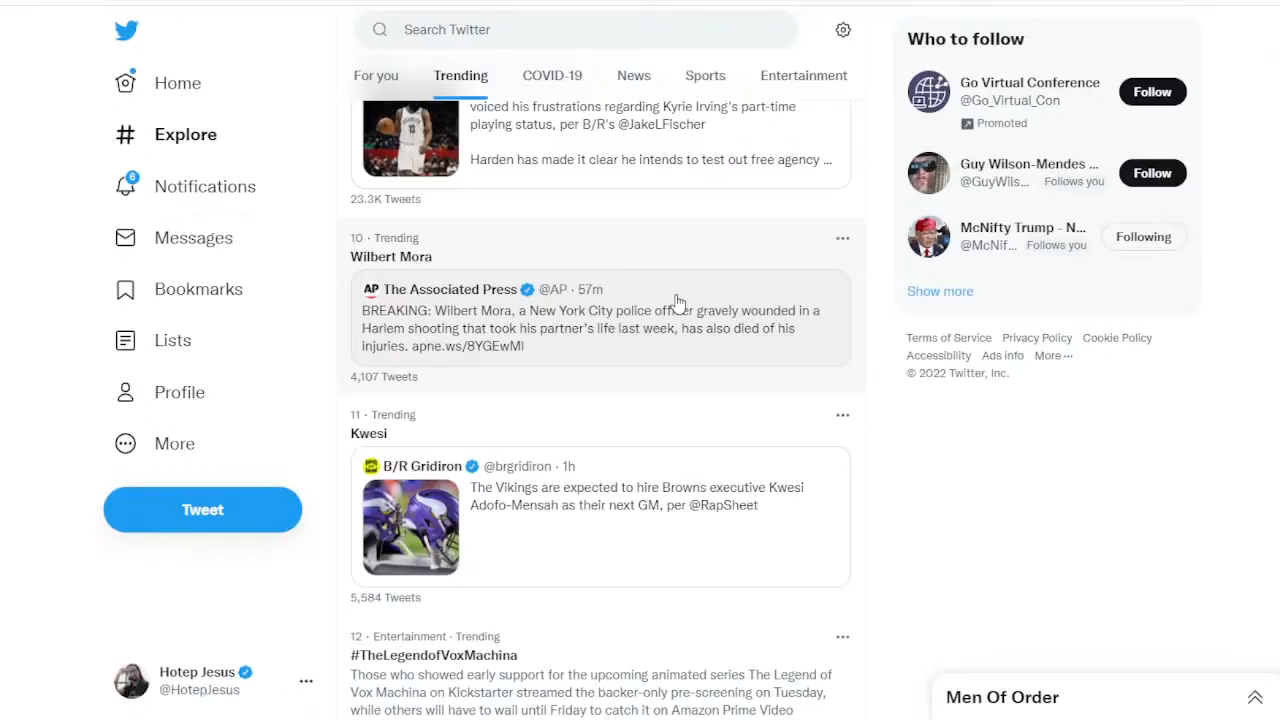 Search Twitter
For you
Trending
COVID-19
News
Sports
Entertainment
Home
Explore
6
Notifications
Messages
Bookmarks
Lists
Profile
More
Tweet
Hotep Jesus
@HotepJesus
voiced his frustrations regarding Kyrie Irving's part-time
playing status, per B/R's @JakeLFischer
Harden has made it clear he intends to test out free agency ...
23.3K Tweets
10 · Trending
Wilbert Mora
AP The Associated Press @AP · 57m
BREAKING: Wilbert Mora, a New York City police officer gravely wounded in a
Harlem shooting that took his partner's life last week, has also died of his
injuries. apne.ws/8YGEwMl
4,107 Tweets
11 · Trending
Kwesi
B/R Gridiron @brgridiron · 1h
The Vikings are expected to hire Browns executive Kwesi
Adofo-Mensah as their next GM, per @RapSheet
5,584 Tweets
12 · Entertainment · Trending
#TheLegendofVoxMachina
Those who showed early support for the upcoming animated series The Legend of
Vox Machina on Kickstarter streamed the backer-only pre-screening on Tuesday,
while others will have to wait until Friday to catch it on Amazon Prime Video
Who to follow
Go Virtual Conference
@Go_Virtual_Con
Promoted
Follow
Guy Wilson-Mendes ...
@GuyWils... Follows you
Follow
McNifty Trump - N...
@McNif... Follows you
Following
Show more
Terms of Service Privacy Policy Cookie Policy
Accessibility Ads info More ...
© 2022 Twitter, Inc.
Men Of Order